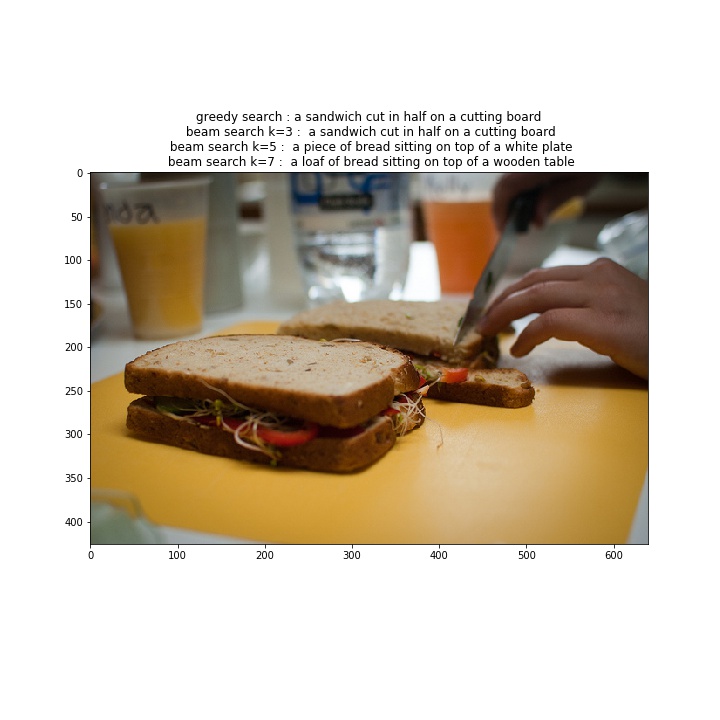 greedy search : a sandwich cut in half on a cutting board
beam search k=3 :  a sandwich cut in half on a cutting board
beam search k=5 :  a piece of bread sitting on top of a white plate
beam search k=7 :  a loaf of bread sitting on top of a wooden table
0
50
100
150
200
250
300
350
400
0 100 200 300 400 500 600